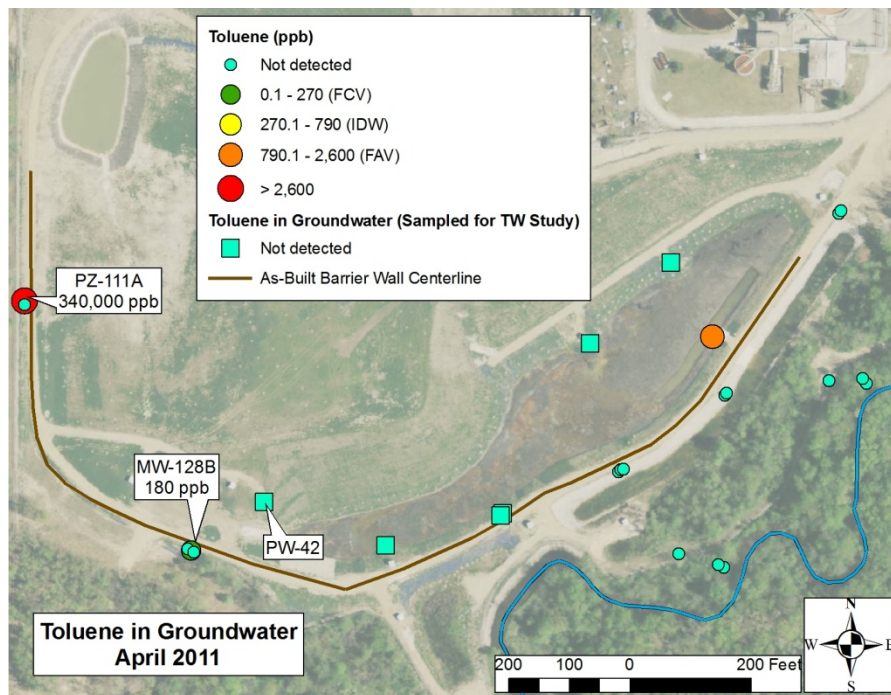 Toluene (ppb)
Not detected
0.1 - 270 (FCV)
270.1 - 790 (IDW)
790.1 - 2,600 (FAV)
> 2,600
Toluene in Groundwater (Sampled for TW Study)
Not detected
As-Built Barrier Wall Centerline
PZ-111A
340,000 ppb
MW-128B
180 ppb
PW-42
Toluene in Groundwater
April 2011
N
W E
S
200 100 0 200 Feet